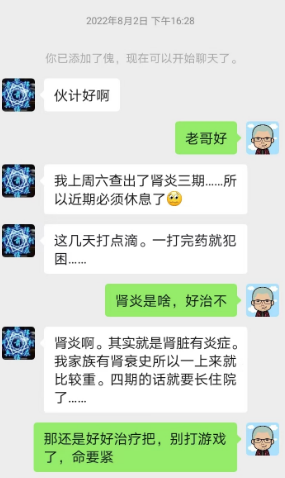 2022年8月2日 下午16:28
你已添加了傀，现在可以开始聊天了。
伙计好啊
老哥好
我上周六查出了肾炎三期......所
以近期必须休息了🥹
这几天打点滴。一打完药就犯
困......
肾炎是啥，好治不
肾炎啊。其实就是肾脏有炎症。
我家族有肾衰史所以一上来就
比较重。四期的话就要长住院
了......
那还是好好治疗把，别打游戏
了，命要紧